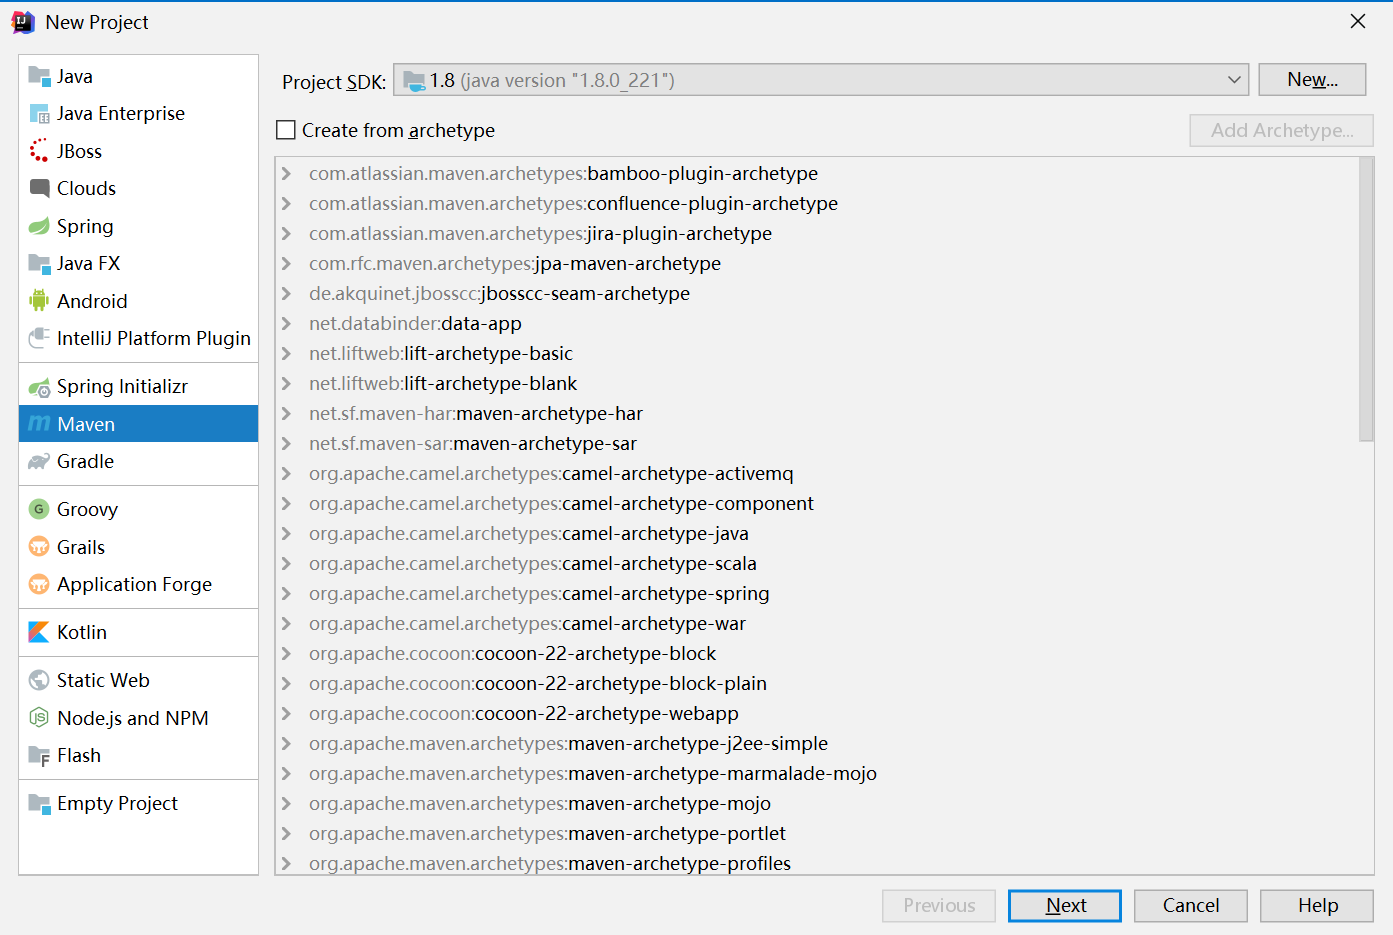 New Project
Java
Java Enterprise
JBoss
Clouds
Spring
Java FX
Android
IntelliJ Platform Plugin
Spring Initializr
Maven
Gradle
Groovy
Grails
Application Forge
Kotlin
Static Web
Node.js and NPM
Flash
Empty Project
Project SDK: 1.8 (java version "1.8.0_221") New...
Create from archetype Add Archetype...
com.atlassian.maven.archetypes:bamboo-plugin-archetype
com.atlassian.maven.archetypes:confluence-plugin-archetype
com.atlassian.maven.archetypes:jira-plugin-archetype
com.rfc.maven.archetypes:jpa-maven-archetype
de.akquinet.jbosscc:jbosscc-seam-archetype
net.databinder:data-app
net.liftweb:lift-archetype-basic
net.liftweb:lift-archetype-blank
net.sf.maven-har:maven-archetype-har
net.sf.maven-sar:maven-archetype-sar
org.apache.camel.archetypes:camel-archetype-activemq
org.apache.camel.archetypes:camel-archetype-component
org.apache.camel.archetypes:camel-archetype-java
org.apache.camel.archetypes:camel-archetype-scala
org.apache.camel.archetypes:camel-archetype-spring
org.apache.camel.archetypes:camel-archetype-war
org.apache.cocoon:cocoon-22-archetype-block
org.apache.cocoon:cocoon-22-archetype-block-plain
org.apache.cocoon:cocoon-22-archetype-webapp
org.apache.maven.archetypes:maven-archetype-j2ee-simple
org.apache.maven.archetypes:maven-archetype-marmalade-mojo
org.apache.maven.archetypes:maven-archetype-mojo
org.apache.maven.archetypes:maven-archetype-portlet
org.apache.maven.archetypes:maven-archetype-profiles
Previous Next Cancel Help